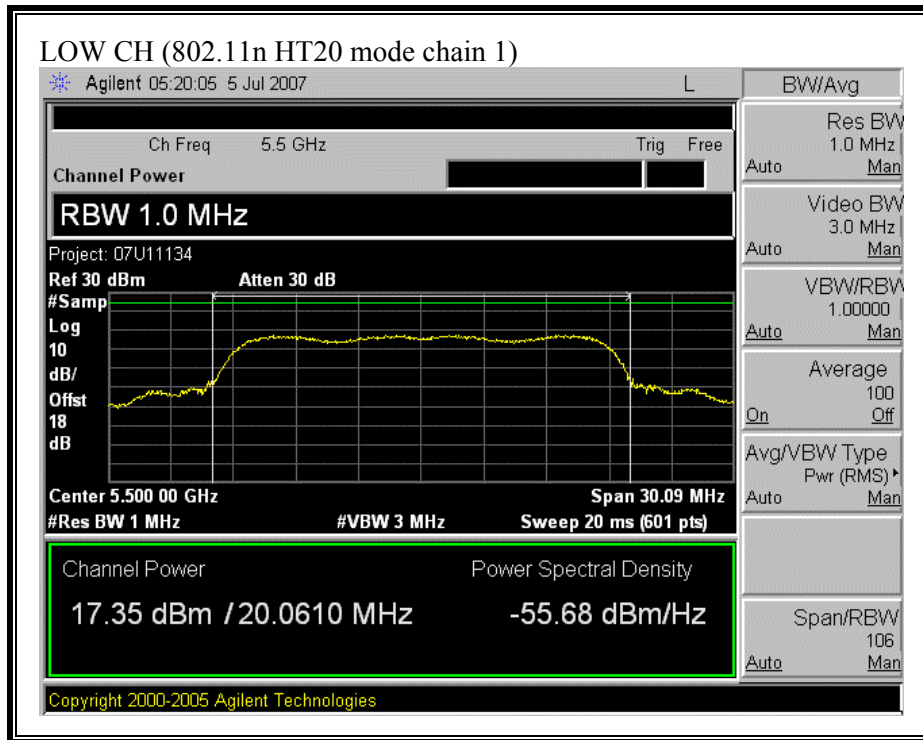 LOW CH (802.11n HT20 mode chain 1)
Agilent 05:20:05 5 Jul 2007 L
Ch Freq 5.5 GHz Trig Free
Channel Power
RBW 1.0 MHz
Project: 07U11134
Ref 30 dBm Atten 30 dB
#Samp
Log
10
dB/
Offst
18
dB
Center 5.500 00 GHz Span 30.09 MHz
#Res BW 1 MHz #VBW 3 MHz Sweep 20 ms (601 pts)
Channel Power Power Spectral Density
17.35 dBm / 20.0610 MHz -55.68 dBm/Hz
Copyright 2000-2005 Agilent Technologies
BW/Avg
Res BW
1.0 MHz
Auto Man
Video BW
3.0 MHz
Auto Man
VBW/RBW
1.00000
Auto Man
Average
100
On Off
Avg/VBW Type
Pwr (RMS)
Auto Man
Span/RBW
106
Auto Man